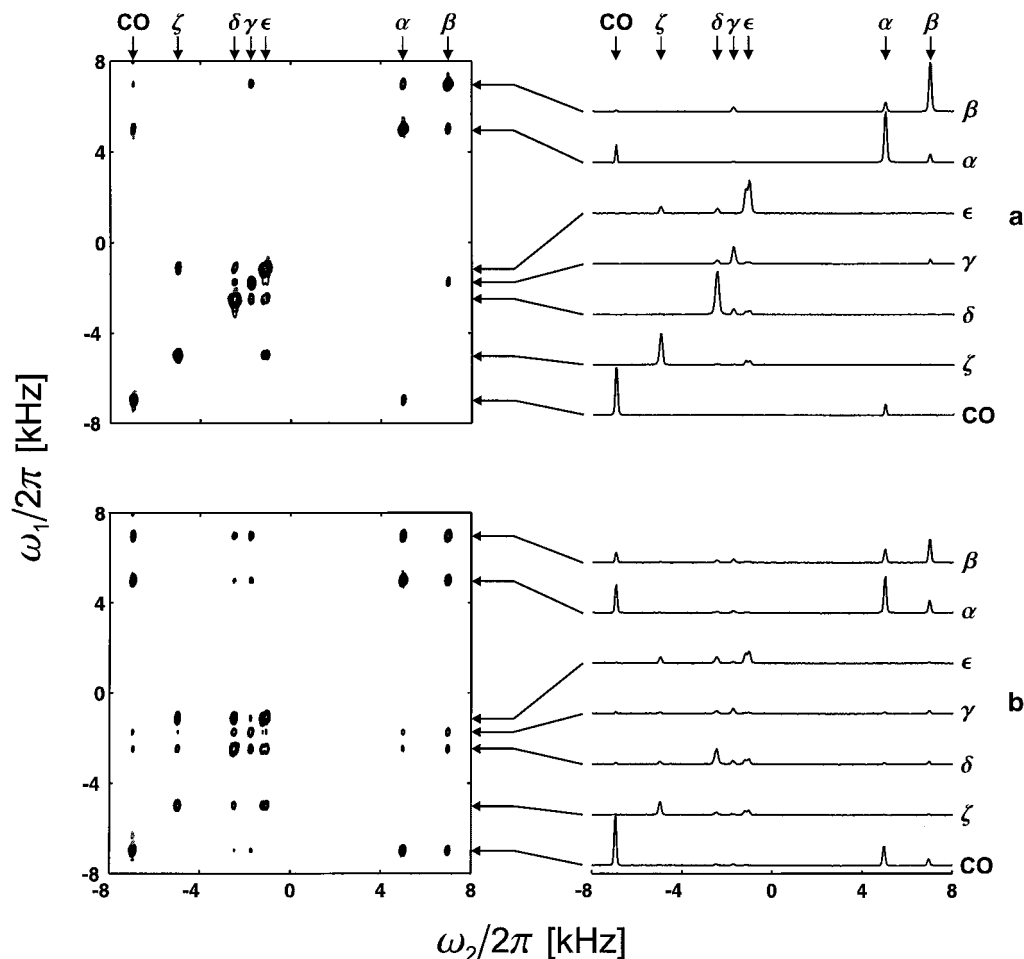 CO ζ δ γ ϵ α β
CO ζ δ γ ϵ α β
8
4
0
-4
-8
β
α
ϵ
γ
δ
ζ
CO
a
ω₁/2π [kHz]
8
4
0
-4
-8
β
α
ϵ
γ
δ
ζ
CO
b
-8 -4 0 4 8
-8 -4 0 4 8
ω₂/2π [kHz]